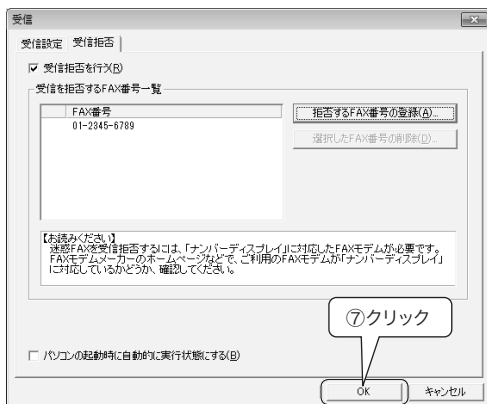 受信
受信設定 受信拒否
受信拒否を行う(R)
受信を拒否するFAX番号一覧
FAX番号
01-2345-6789
拒否するFAX番号の登録(A)...
選択したFAX番号の削除(D)...
【お読みください】
迷惑FAXを受信拒否するには、「ナンバーディスプレイ」に対応したFAXモデムが必要です。
FAXモデムメーカーのホームページなどで、ご利用のFAXモデムが「ナンバーディスプレイ」
に対応しているかどうか、確認してください。
⑦クリック
パソコンの起動時に自動的に実行状態にする(B)
OK キャンセル